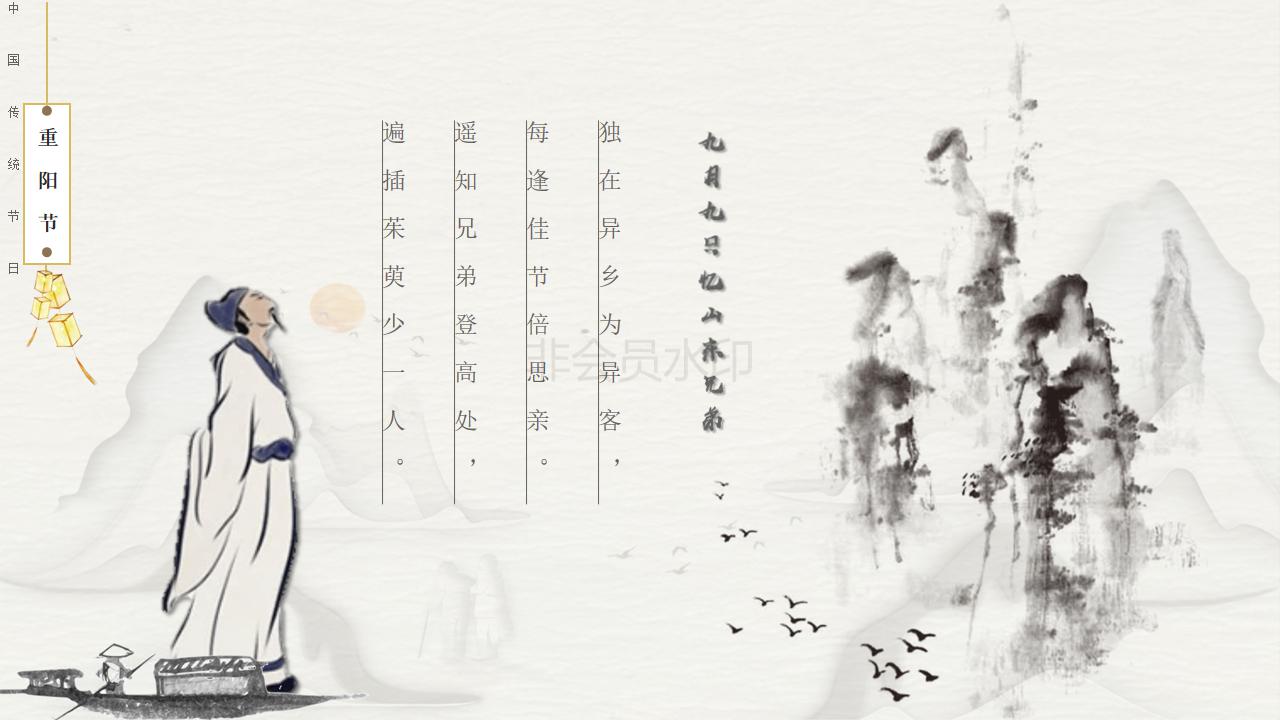 九月九只忆山东兄弟
独在异乡为异客，
每逢佳节倍思亲。
遥知兄弟登高处，
遍插茱萸少一人。
重阳节
中国传统节日
非会员水印